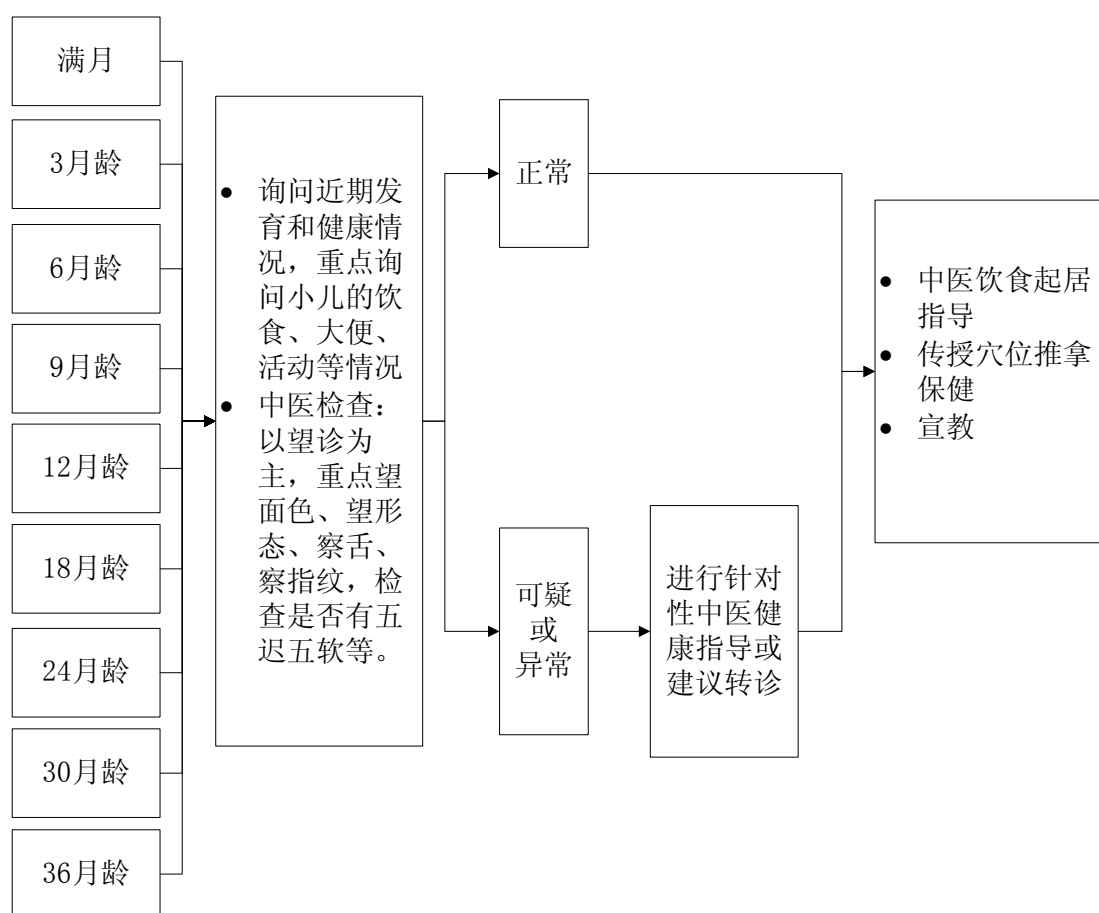 满月
3月龄
6月龄
9月龄
12月龄
18月龄
24月龄
30月龄
36月龄
● 询问近期发
育和健康情
况，重点询
问小儿的饮
食、大便、
活动等情况
● 中医检查：
以望诊为
主，重点望
面色、望形
态、察舌、
察指纹，检
查是否有五
迟五软等。
正常
可疑
或
异常
进行针对
性中医健
康指导或
建议转诊
● 中医饮食起居
指导
● 传授穴位推拿
保健
● 宣教